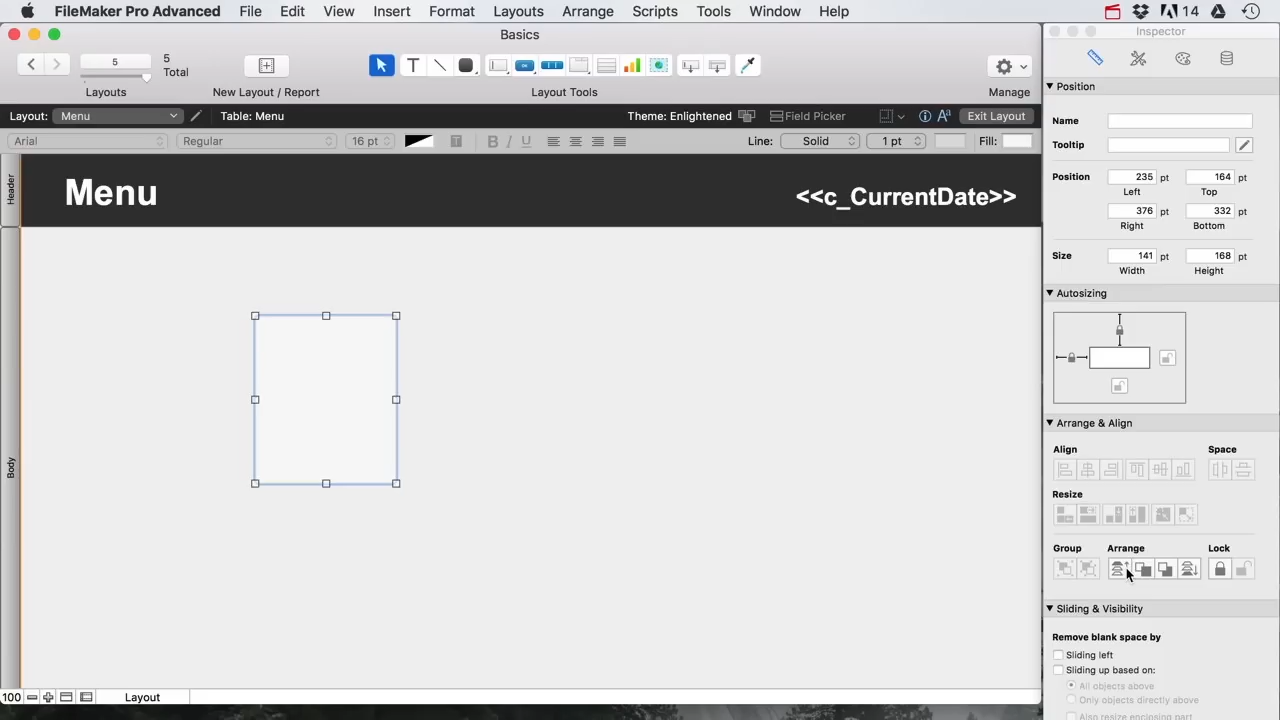 FileMaker Pro Advanced File Edit View Insert Format Layouts Arrange Scripts Tools Window Help 14
Basics
Inspector
5
5
Total
Layouts
New Layout / Report
Layout Tools
Manage
Position
Layout: Menu
Table: Menu
Theme: Enlightened
Field Picker
Exit Layout
Name
Arial
Regular
16 pt
B I U
Line: Solid
1 pt
Fill:
Tooltip
Header
Menu
<<c_CurrentDate>>
Position 235 pt 164 pt
Left Top
376 pt 332 pt
Right Bottom
Size 141 pt 168 pt
Width Height
Autosizing
Arrange & Align
Align Space
Body
Resize
Group Arrange Lock
Sliding & Visibility
Remove blank space by
Sliding left
Sliding up based on:
All objects above
Only objects directly above
Also resize enclosing part
100
Layout